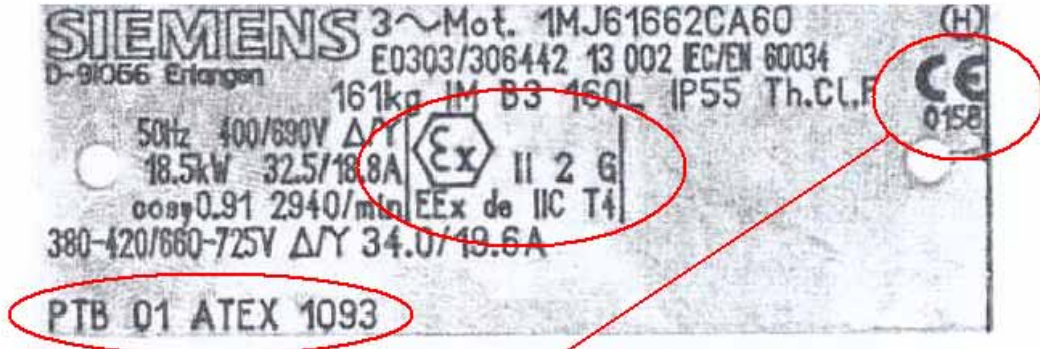 SIEMENS 3~Mot. 1MJ61662CA60 (H)
D-91056 Erlangen E0303/306442 13 002 IEC/EN 60034 CE
161kg IM B3 160L IP55 Th.Cl.F 0158
50Hz 400/690V Δ/Y Ex II 2 G
18.5kW 32.5/18.8A
cosφ0.91 2940/min EEx de IIC T4
380-420/660-725V Δ/Y 34.0/19.6A
PTB 01 ATEX 1093